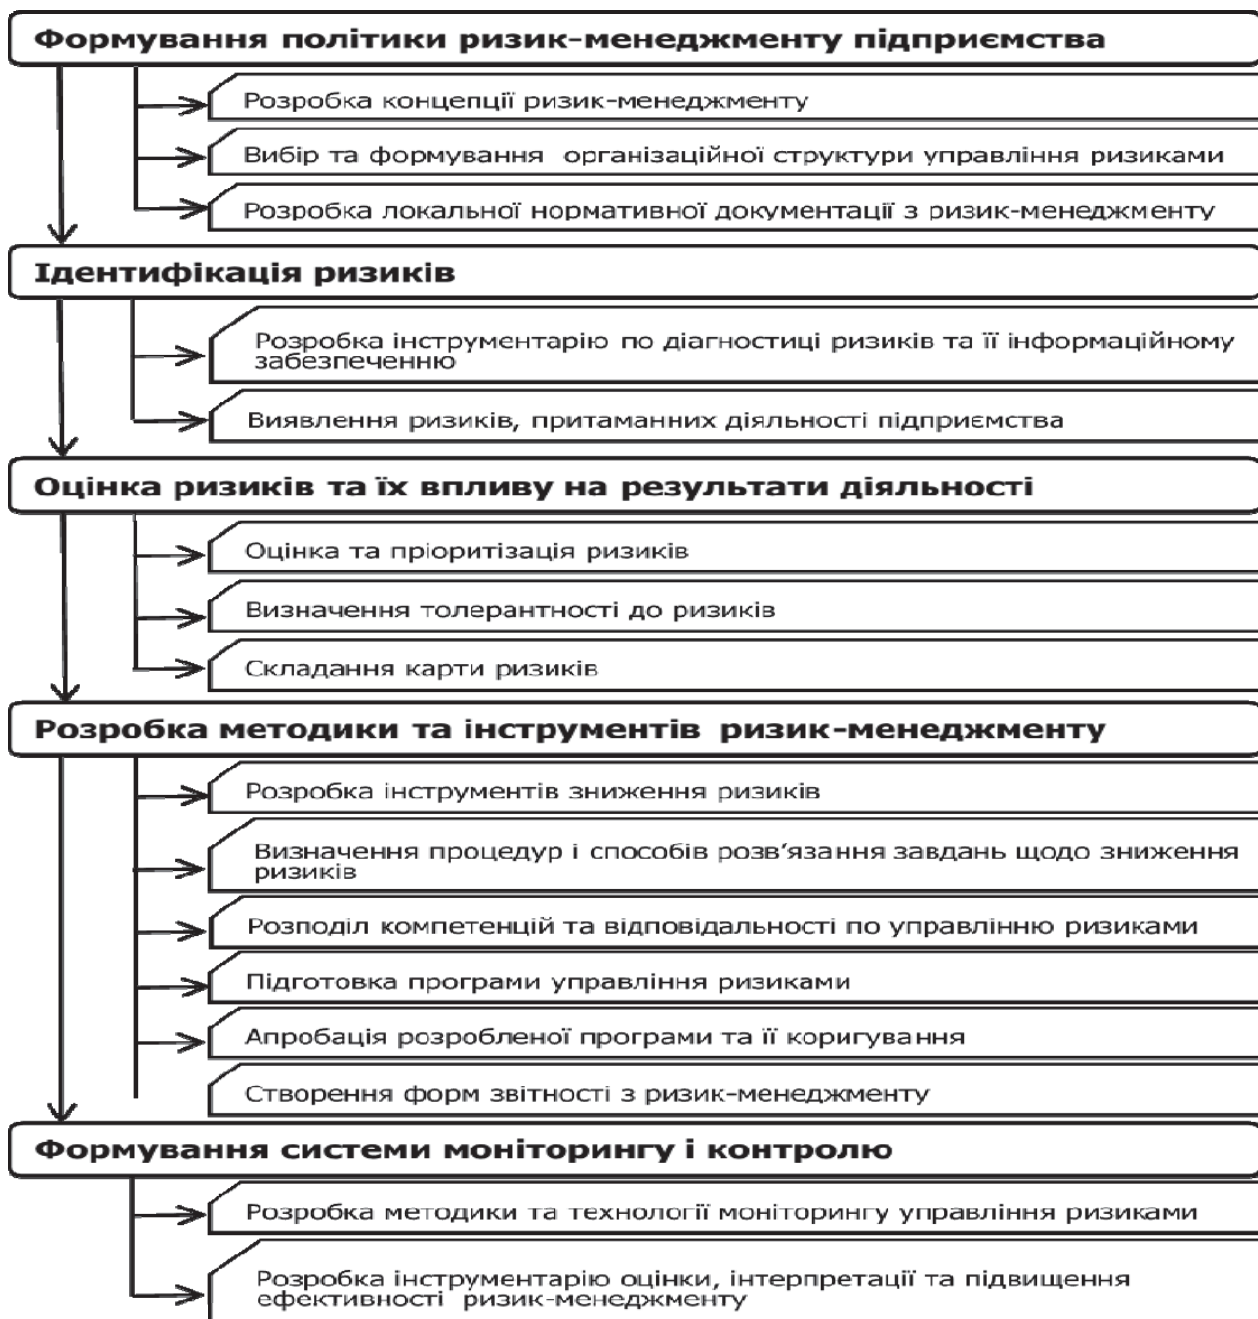 Формування політики ризик-менеджменту підприємства
Розробка концепції ризик-менеджменту
Вибір та формування організаційної структури управління ризиками
Розробка локальної нормативної документації з ризик-менеджменту
Ідентифікація ризиків
Розробка інструментарію по діагностиці ризиків та її інформаційному
забезпеченню
Виявлення ризиків, притаманних діяльності підприємства
Оцінка ризиків та їх впливу на результати діяльності
Оцінка та пріоритізація ризиків
Визначення толерантності до ризиків
Складання карти ризиків
Розробка методики та інструментів ризик-менеджменту
Розробка інструментів зниження ризиків
Визначення процедур і способів розв’язання завдань щодо зниження
ризиків
Розподіл компетенцій та відповідальності по управлінню ризиками
Підготовка програми управління ризиками
Апробація розробленої програми та її коригування
Створення форм звітності з ризик-менеджменту
Формування системи моніторингу і контролю
Розробка методики та технології моніторингу управління ризиками
Розробка інструментарію оцінки, інтерпретації та підвищення
ефективності ризик-менеджменту